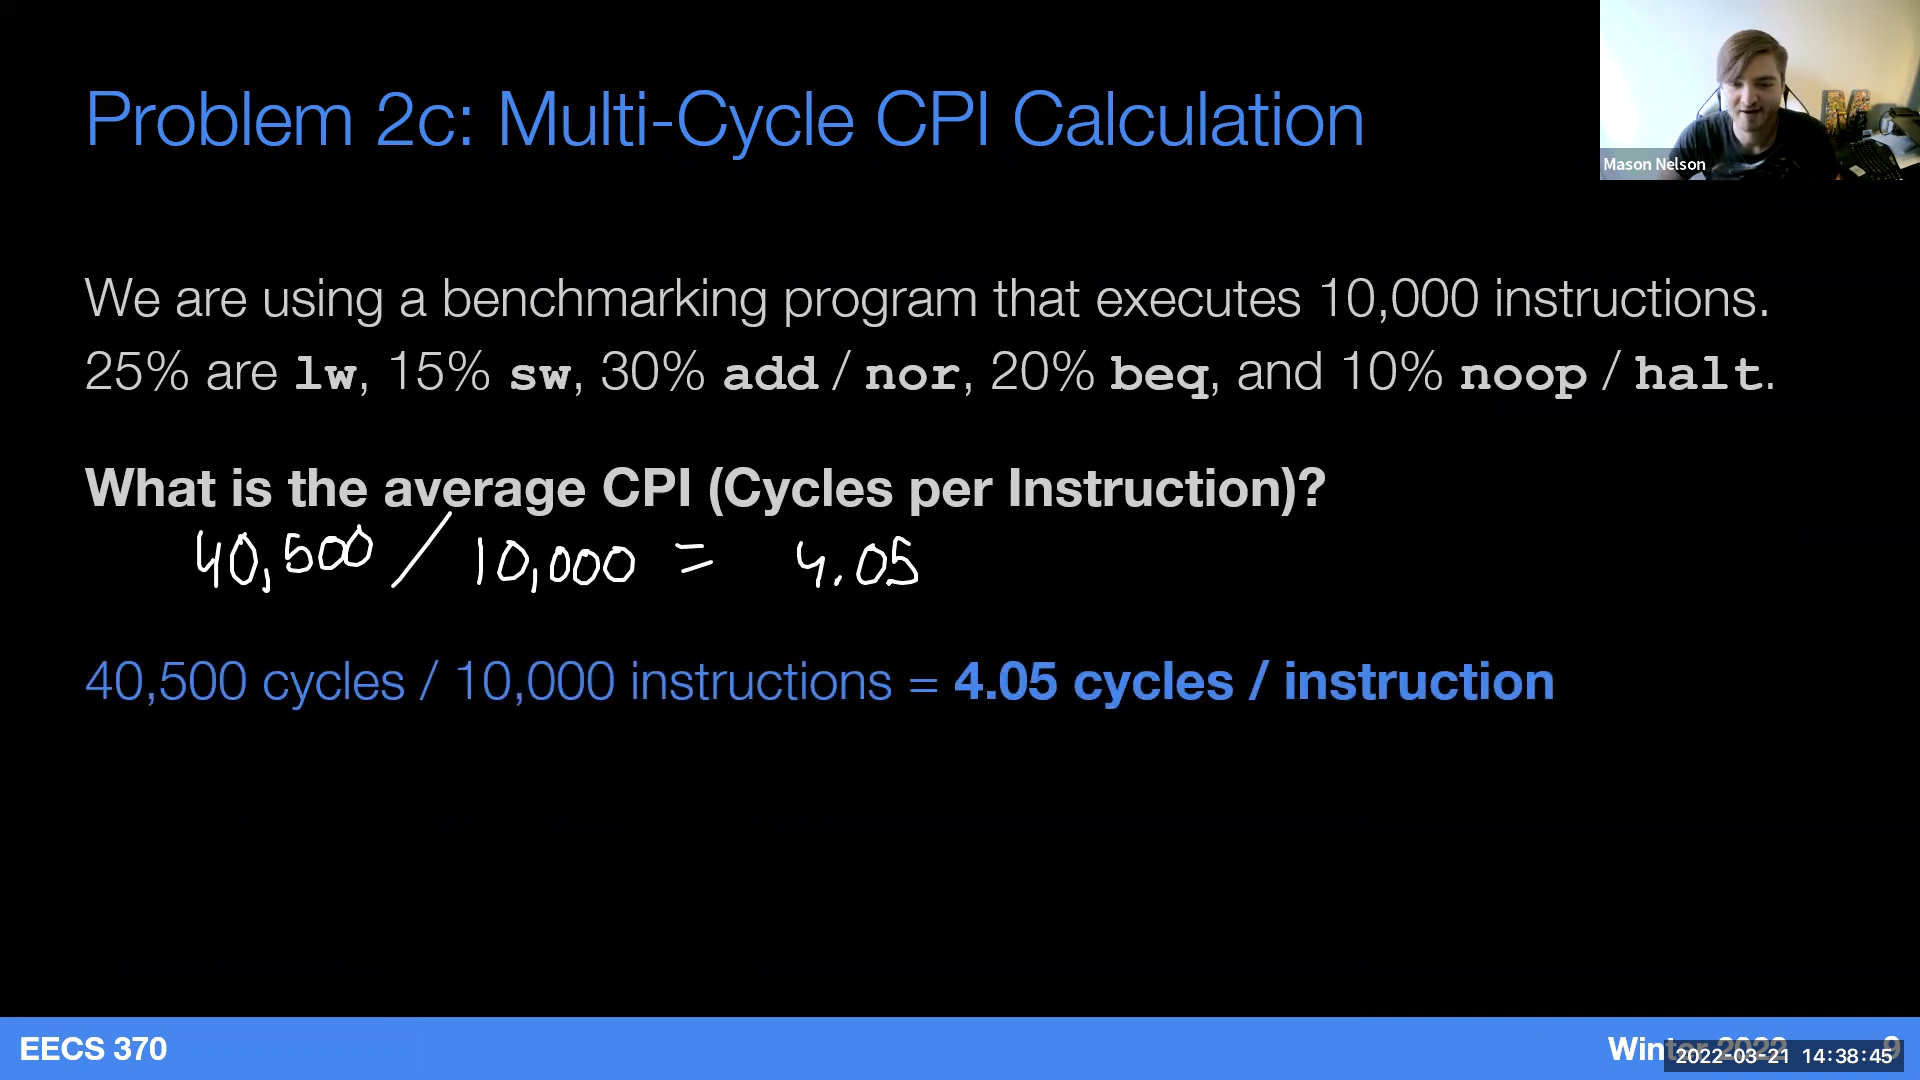 Problem 2c: Multi-Cycle CPI Calculation
Mason Nelson
We are using a benchmarking program that executes 10,000 instructions.
25% are lw, 15% sw, 30% add / nor, 20% beq, and 10% noop / halt.
What is the average CPI (Cycles per Instruction)?
40,500 / 10,000 = 4.05
40,500 cycles / 10,000 instructions = 4.05 cycles / instruction
EECS 370
Winter 2022 9
2022-03-21 14:38:45